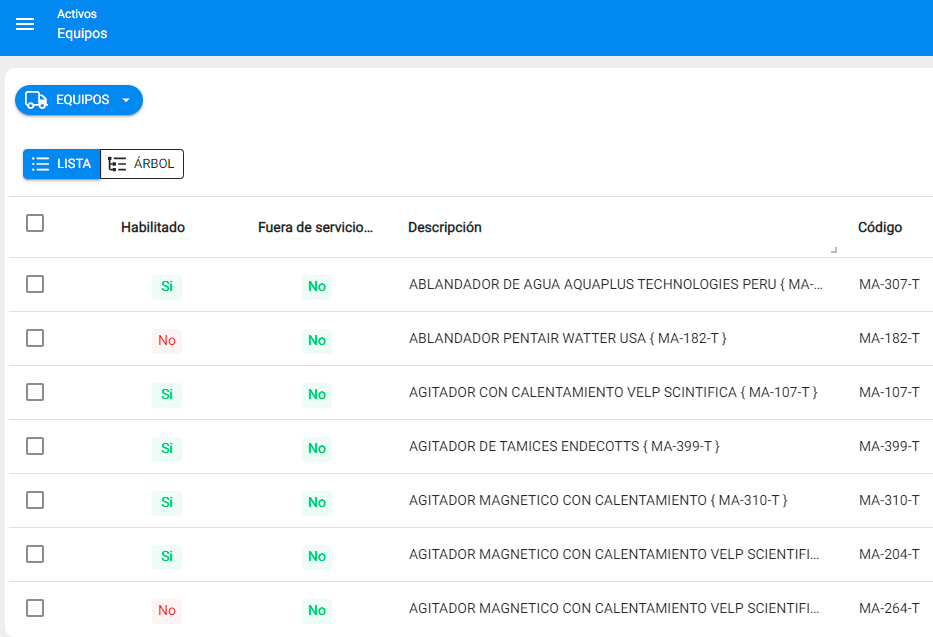 Activos
Equipos
EQUIPOS
LISTA ÁRBOL
Habilitado Fuera de servicio... Descripción Código
Si No ABLANDADOR DE AGUA AQUAPLUS TECHNOLOGIES PERU { MA-... MA-307-T
No No ABLANDADOR PENTAIR WATTER USA { MA-182-T } MA-182-T
Si No AGITADOR CON CALENTAMIENTO VELP SCINTIFICA { MA-107-T } MA-107-T
Si No AGITADOR DE TAMICES ENDECOTTS { MA-399-T } MA-399-T
Si No AGITADOR MAGNETICO CON CALENTAMIENTO { MA-310-T } MA-310-T
Si No AGITADOR MAGNETICO CON CALENTAMIENTO VELP SCIENTIFI... MA-204-T
No No AGITADOR MAGNETICO CON CALENTAMIENTO VELP SCIENTIFI... MA-264-T